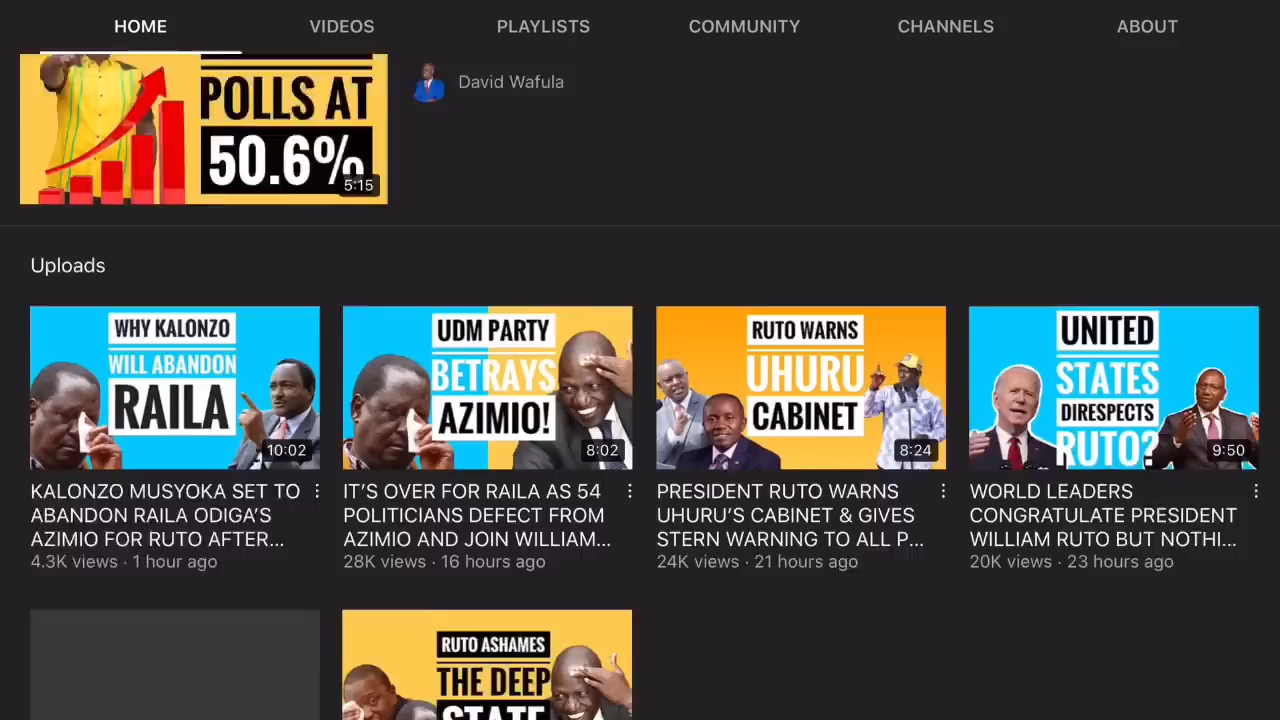 HOME VIDEOS PLAYLISTS COMMUNITY CHANNELS ABOUT
POLLS AT
50.6%
5:15
David Wafula
Uploads
WHY KALONZO
WILL ABANDON
RAILA
10:02
UDM PARTY
BETRAYS
AZIMIO!
8:02
RUTO WARNS
UHURU
CABINET
8:24
UNITED
STATES
DIRESPECTS
RUTO?
9:50
KALONZO MUSYOKA SET TO
ABANDON RAILA ODIGA’S
AZIMIO FOR RUTO AFTER...
4.3K views · 1 hour ago
IT’S OVER FOR RAILA AS 54
POLITICIANS DEFECT FROM
AZIMIO AND JOIN WILLIAM...
28K views · 16 hours ago
PRESIDENT RUTO WARNS
UHURU’S CABINET & GIVES
STERN WARNING TO ALL P...
24K views · 21 hours ago
WORLD LEADERS
CONGRATULATE PRESIDENT
WILLIAM RUTO BUT NOTHI...
20K views · 23 hours ago
RUTO ASHAMES
THE DEEP
STATE